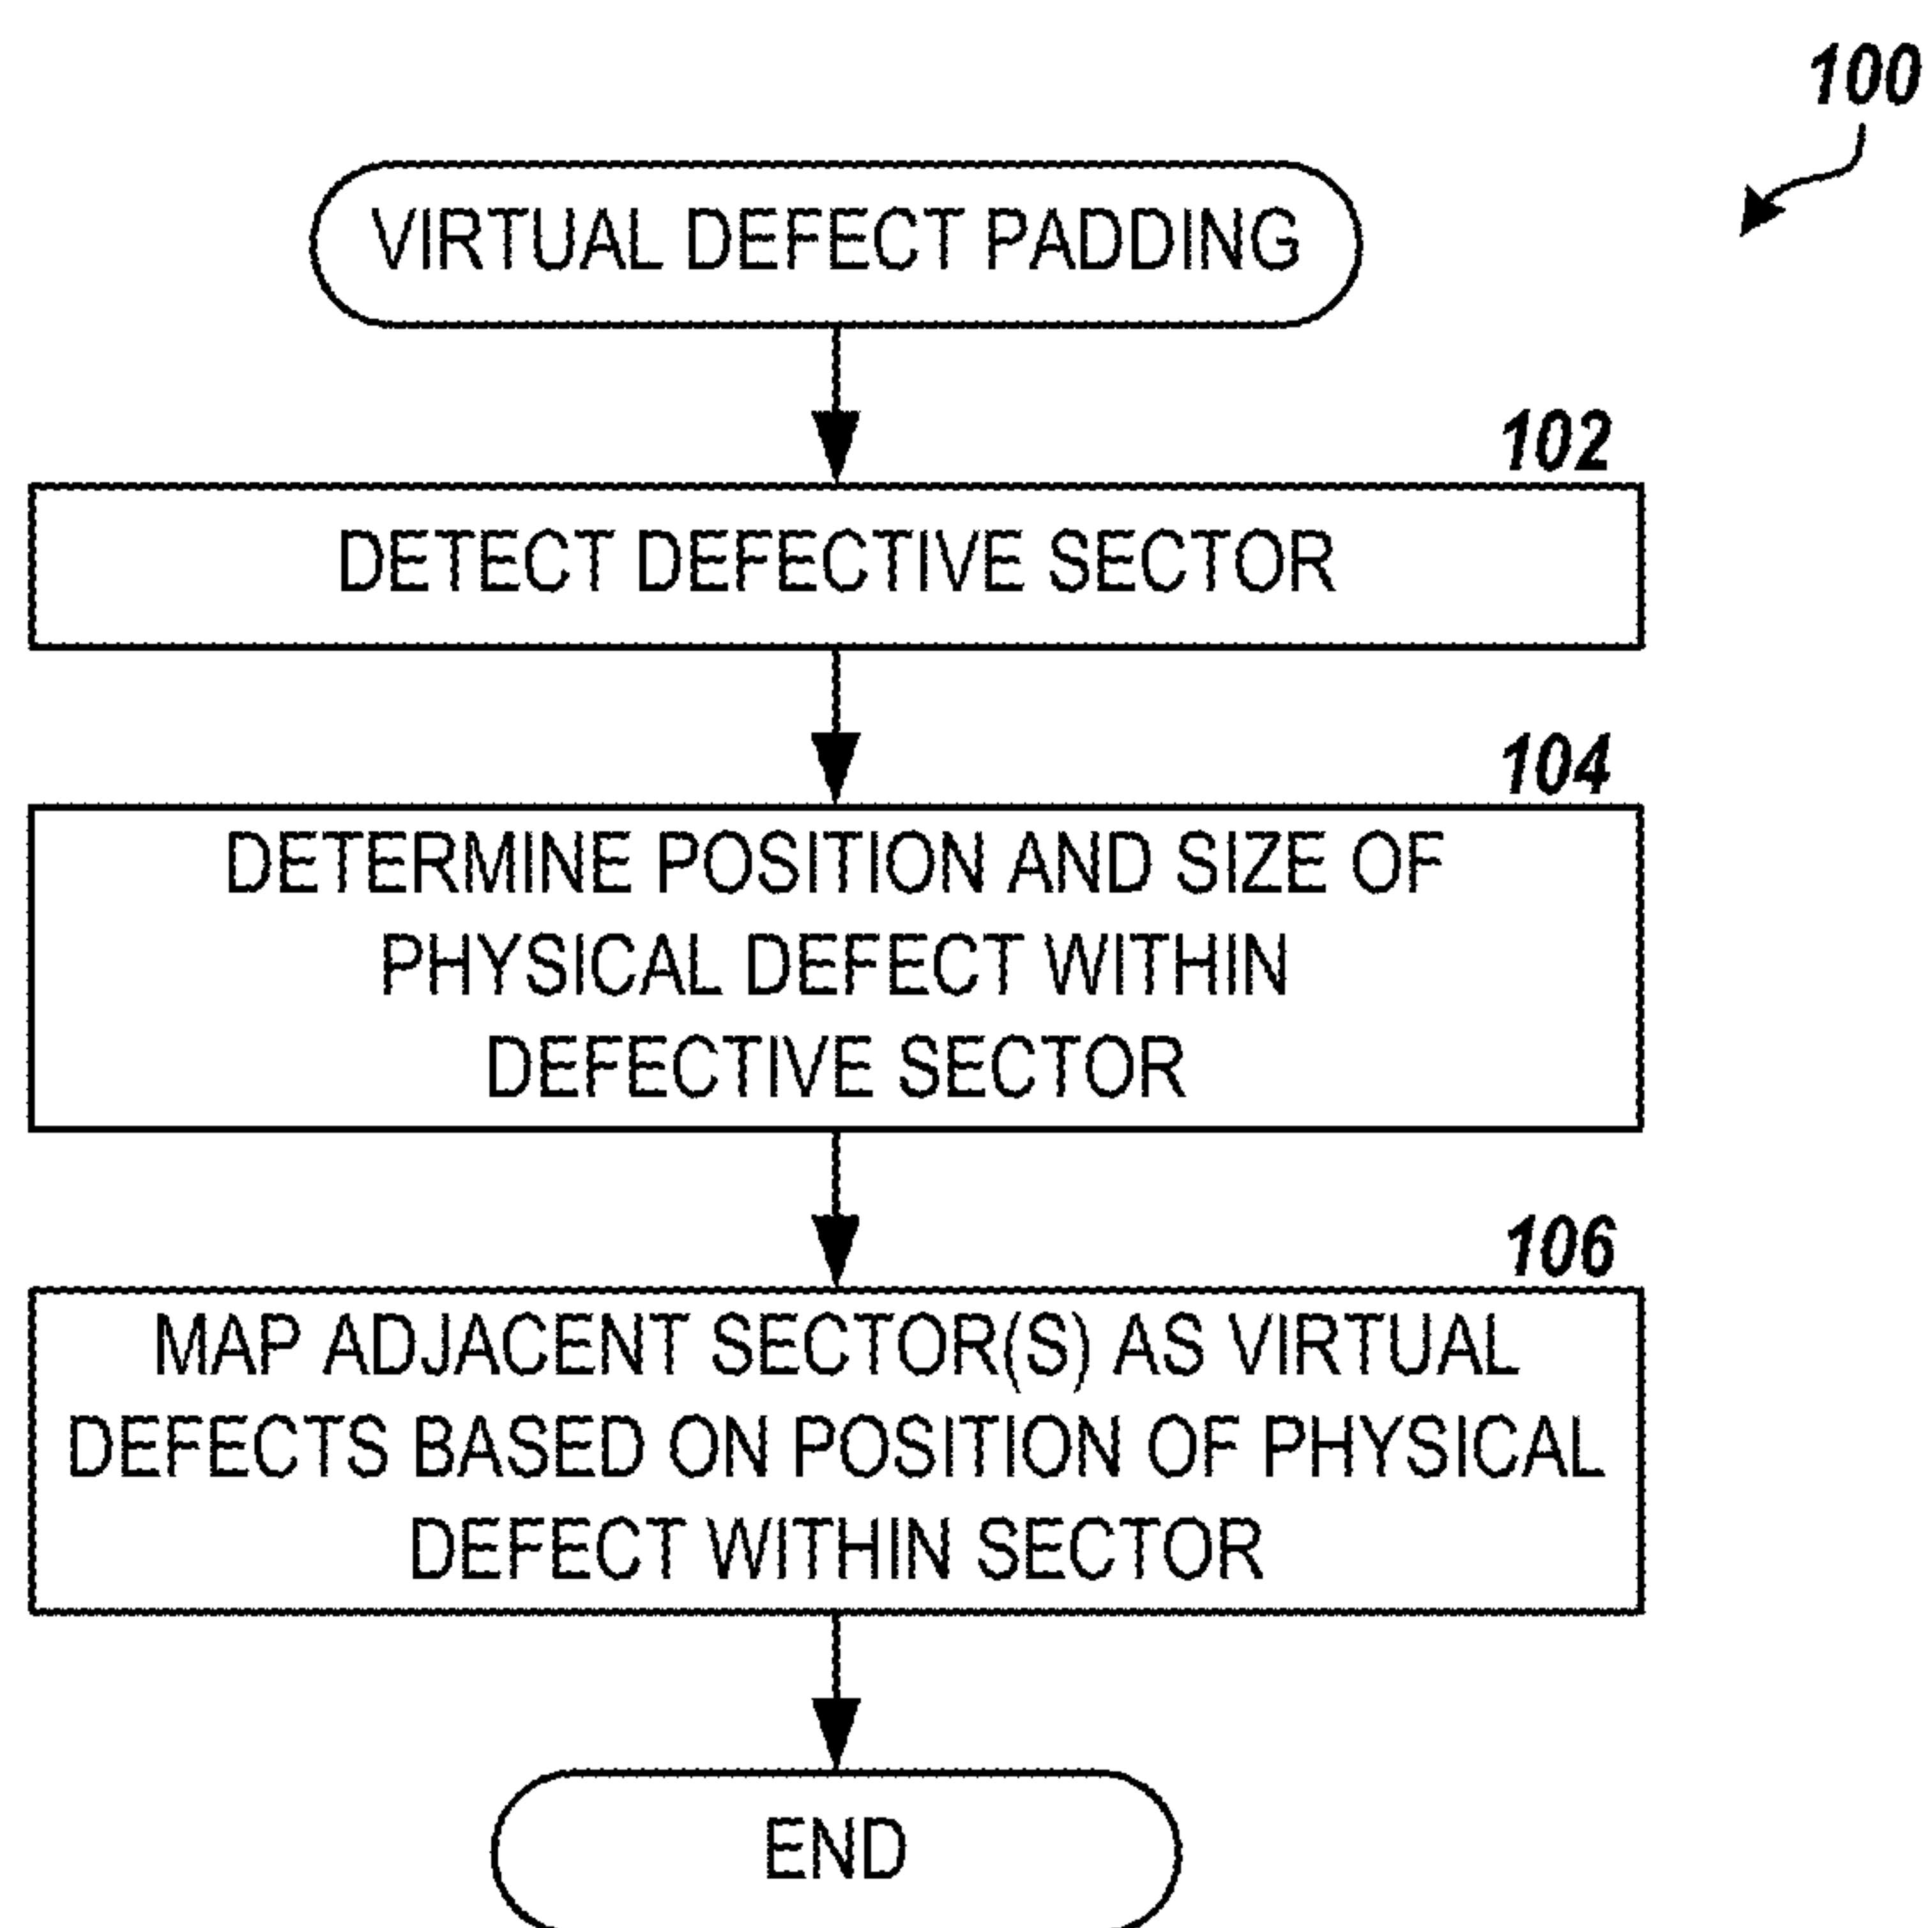 100
VIRTUAL DEFECT PADDING
102
DETECT DEFECTIVE SECTOR
104
DETERMINE POSITION AND SIZE OF
PHYSICAL DEFECT WITHIN
DEFECTIVE SECTOR
106
MAP ADJACENT SECTOR(S) AS VIRTUAL
DEFECTS BASED ON POSITION OF PHYSICAL
DEFECT WITHIN SECTOR
END